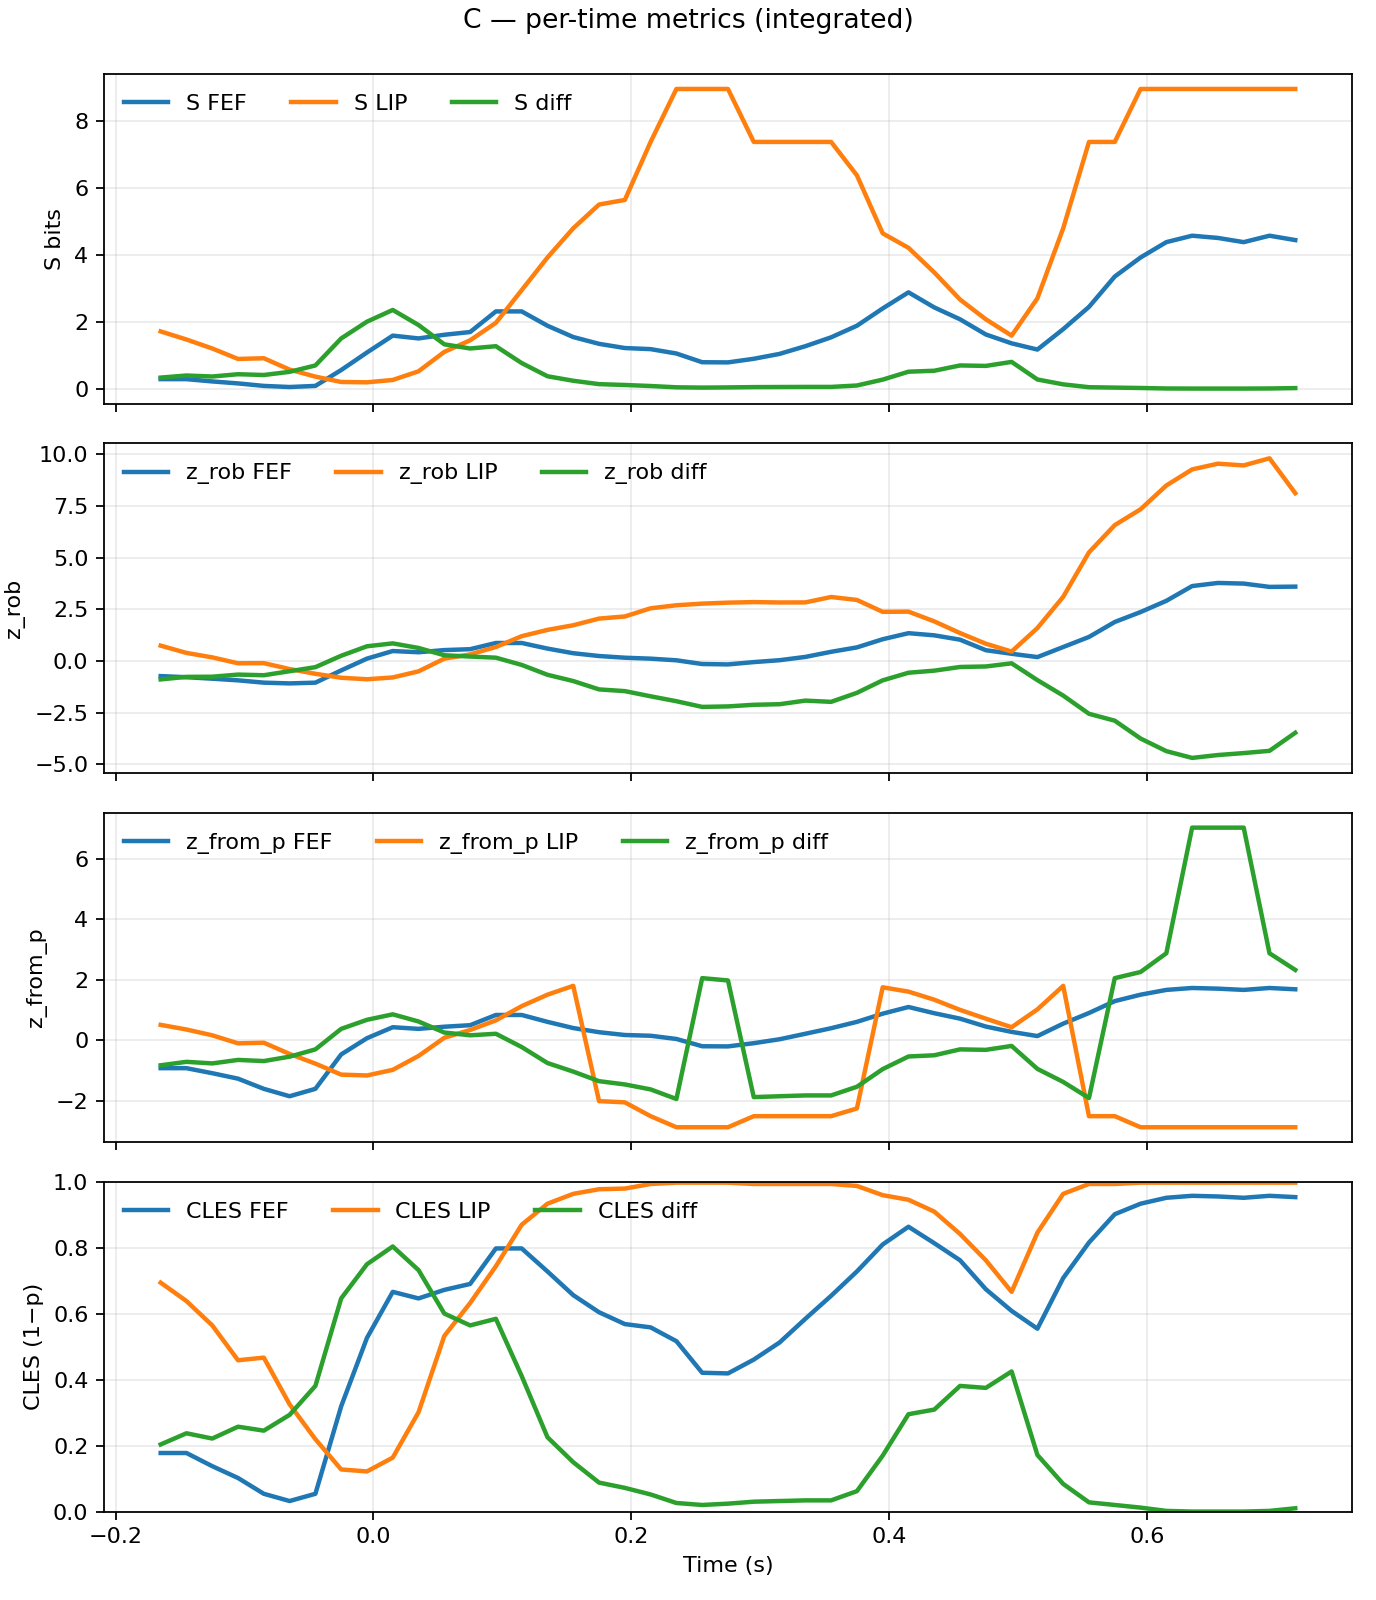 C — per-time metrics (integrated)
S FEF S LIP S diff
8
6
4
2
0
S bits
z_rob FEF z_rob LIP z_rob diff
10.0
7.5
5.0
2.5
0.0
−2.5
−5.0
z_rob
z_from_p FEF z_from_p LIP z_from_p diff
6
4
2
0
−2
z_from_p
CLES FEF CLES LIP CLES diff
1.0
0.8
0.6
0.4
0.2
0.0
CLES (1−p)
−0.2 0.0 0.2 0.4 0.6
Time (s)